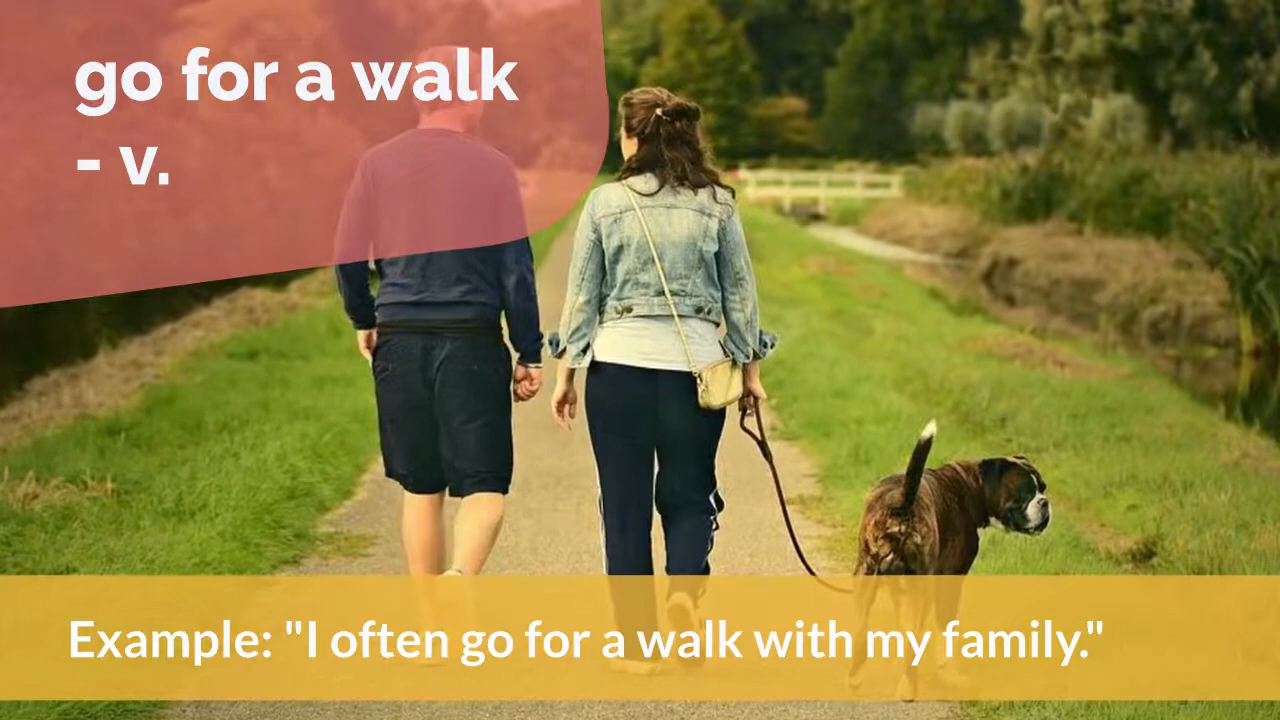 go for a walk
- v.
Example: "I often go for a walk with my family."